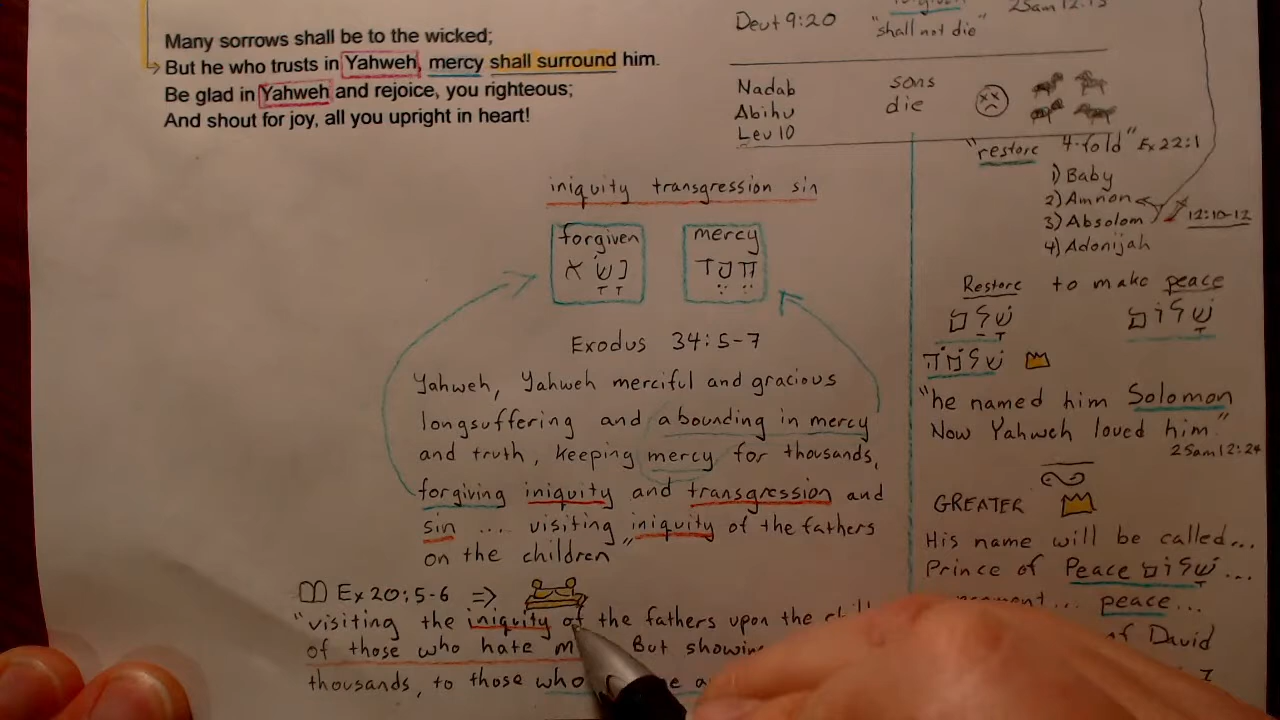 Many sorrows shall be to the wicked;
But he who trusts in Yahweh, mercy shall surround him.
Be glad in Yahweh and rejoice, you righteous;
And shout for joy, all you upright in heart!
Deut 9:20
"shall not die"
Nadab
Abihu
Lev 10
sons
die
"restore 4-fold" Ex 22:1
1) Baby
2) Amnon
3) Absolom
4) Adonijah
12:10-12
iniquity transgression sin
forgiven
נָשָׂא
mercy
חֶסֶד
Exodus 34:5-7
Yahweh, Yahweh merciful and gracious
longsuffering and abounding in mercy
and truth, keeping mercy for thousands,
forgiving iniquity and transgression and
sin ... visiting iniquity of the fathers
on the children"
Ex 20:5-6 =>
"visiting the iniquity of the fathers upon the
of those who hate But
thousands, to those who
Restore to make peace
שָׁלַם
שָׁלוֹם
שְׁלֹמֹה
"he named him Solomon
Now Yahweh loved him."
2Sam 12:24
GREATER
His name will be called...
Prince of Peace שָׁלוֹם ...
... peace ...
of David